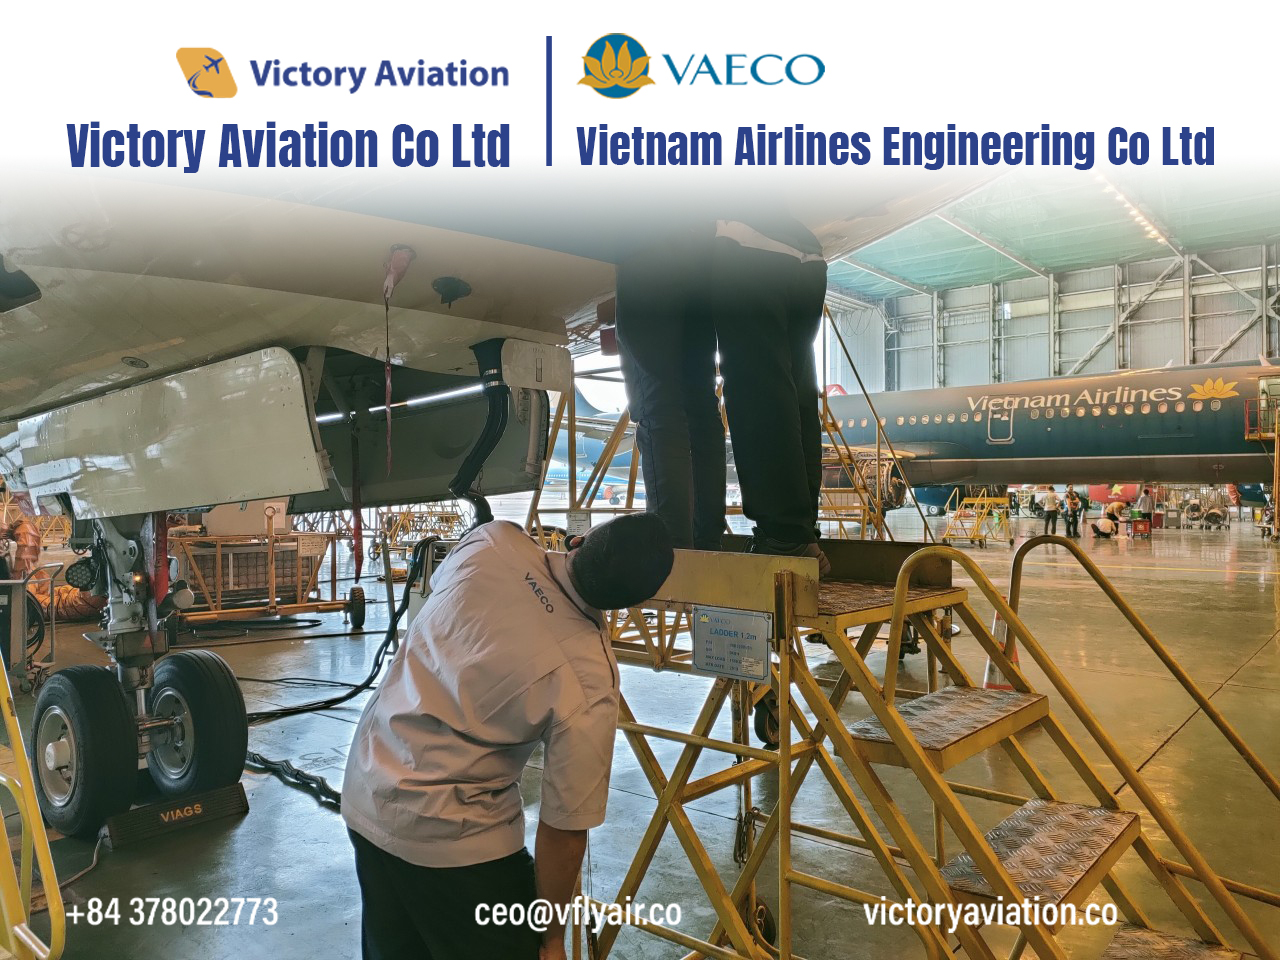 Victory Aviation
VAECO
Victory Aviation Co Ltd
Vietnam Airlines Engineering Co Ltd
Vietnam Airlines
VAECO
VAECO
LADDER 1,2m
VIAGS
+84 378022773
ceo@vflyair.co
victoryaviation.co